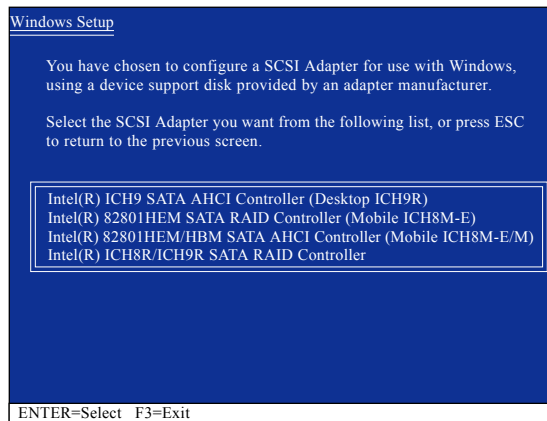 Windows Setup
You have chosen to configure a SCSI Adapter for use with Windows,
using a device support disk provided by an adapter manufacturer.
Select the SCSI Adapter you want from the following list, or press ESC
to return to the previous screen.
Intel(R) ICH9 SATA AHCI Controller (Desktop ICH9R)
Intel(R) 82801HEM SATA RAID Controller (Mobile ICH8M-E)
Intel(R) 82801HEM/HBM SATA AHCI Controller (Mobile ICH8M-E/M)
Intel(R) ICH8R/ICH9R SATA RAID Controller
ENTER=Select F3=Exit